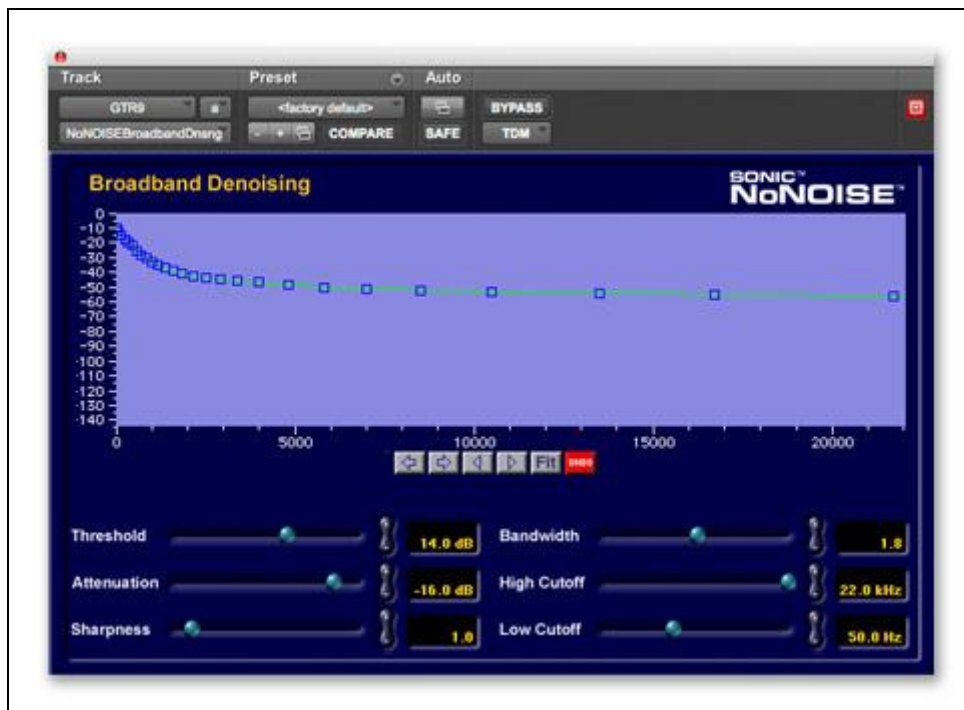 Track Preset Auto
GTR9 a <factory default> BYPASS
NoNOISEBroadbandDnsng - + COMPARE SAFE TDM
Broadband Denoising
SONIC™
NoNOISE™
0
-10
-20
-30
-40
-50
-60
-70
-80
-90
-100
-110
-120
-130
-140
0 5000 10000 15000 20000
Fit
Threshold 14.0 dB Bandwidth 1.8
Attenuation -16.0 dB High Cutoff 22.0 kHz
Sharpness 1.0 Low Cutoff 50.0 Hz